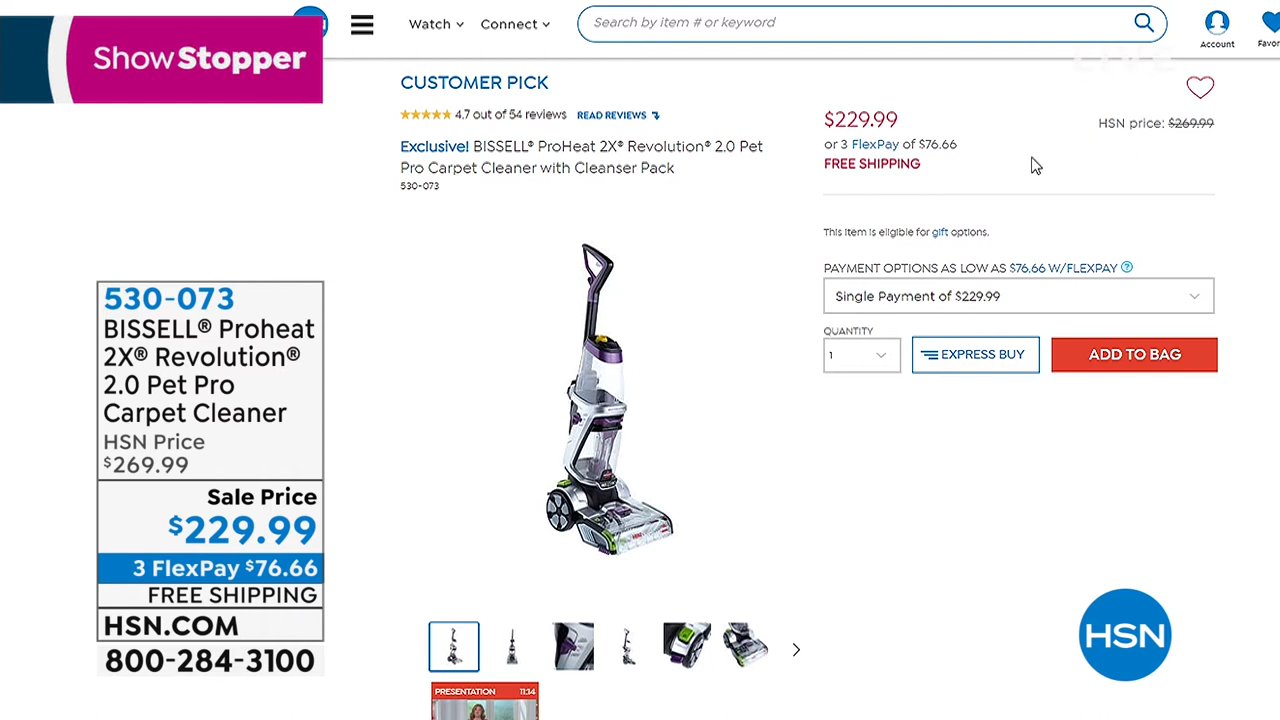 ShowStopper
Watch
Connect
Search by item # or keyword
Account
CUSTOMER PICK
4.7 out of 54 reviews READ REVIEWS
Exclusive! BISSELL® ProHeat 2X® Revolution® 2.0 Pet
Pro Carpet Cleaner with Cleanser Pack
530-073
$229.99
HSN price: $269.99
or 3 FlexPay of $76.66
FREE SHIPPING
This item is eligible for gift options.
PAYMENT OPTIONS AS LOW AS $76.66 W/FLEXPAY ?
Single Payment of $229.99
QUANTITY
1
EXPRESS BUY
ADD TO BAG
530-073
BISSELL® Proheat
2X® Revolution®
2.0 Pet Pro
Carpet Cleaner
HSN Price
$269.99
Sale Price
$229.99
3 FlexPay $76.66
FREE SHIPPING
HSN.COM
800-284-3100
HSN
PRESENTATION 11:14